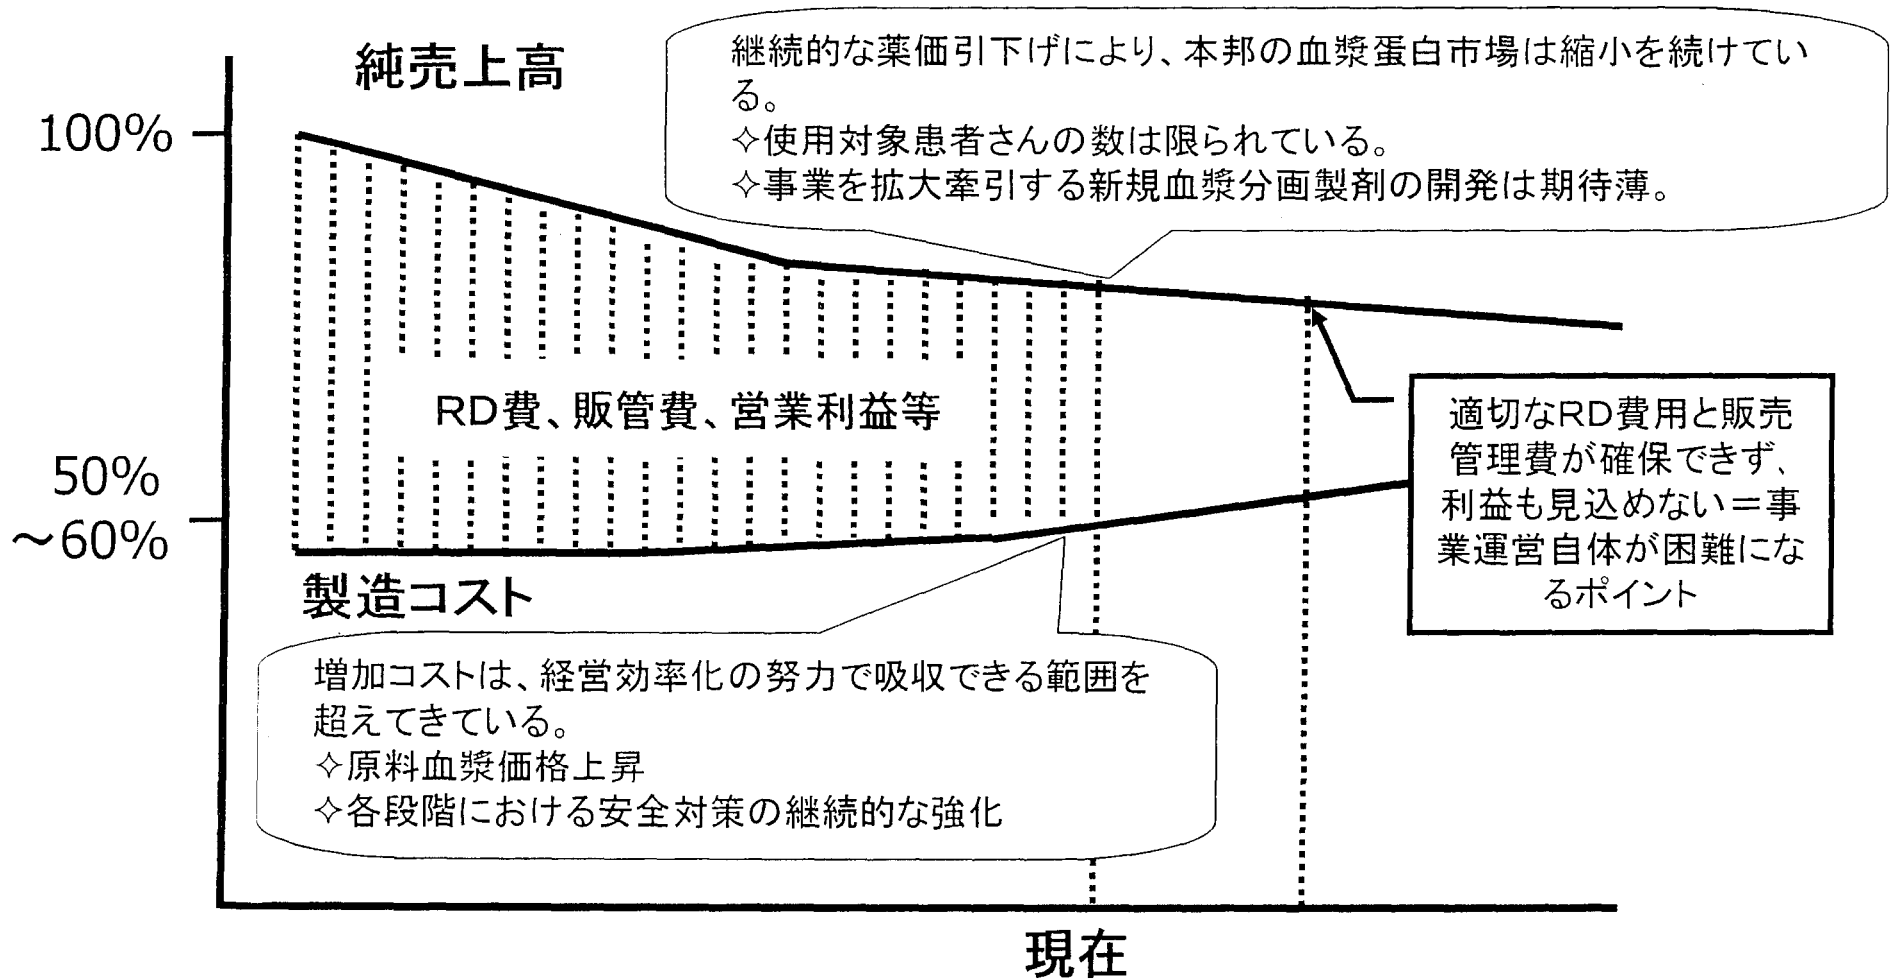 純売上高
継続的な薬価引下げにより、本邦の血漿蛋白市場は縮小を続けてい
る。
✧使用対象患者さんの数は限られている。
✧事業を拡大牽引する新規血漿分画製剤の開発は期待薄。
100%
RD費、販管費、営業利益等
適切なRD費用と販売
管理費が確保できず、
利益も見込めない＝事
業運営自体が困難にな
るポイント
50%
～60%
製造コスト
増加コストは、経営効率化の努力で吸収できる範囲を
超えてきている。
✧原料血漿価格上昇
✧各段階における安全対策の継続的な強化
現在